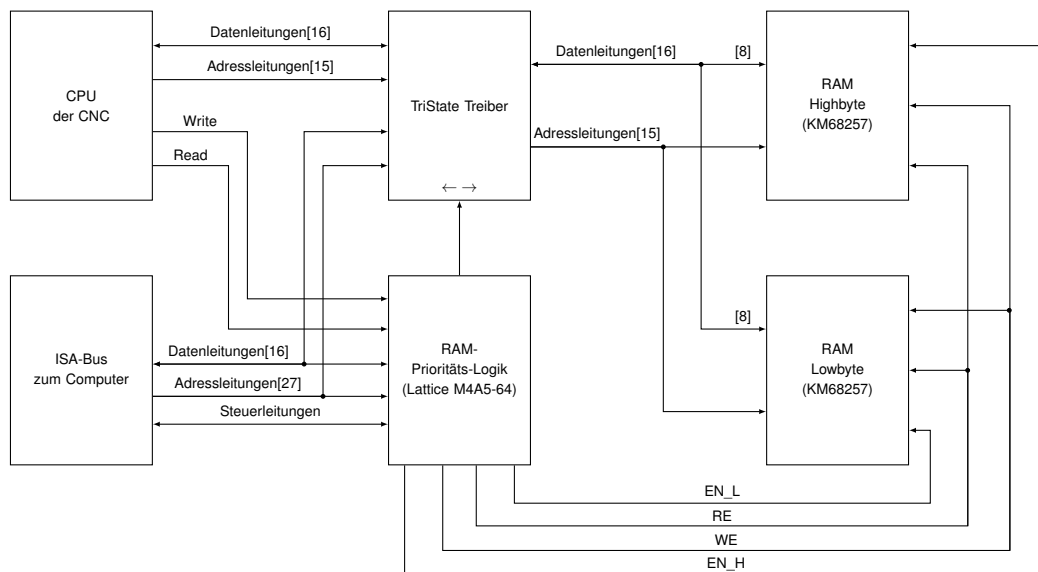 Datenleitungen[16]
Adressleitungen[15]
CPU
der CNC
Write
Read
TriState Treiber
←→
Datenleitungen[16]
[8]
Adressleitungen[15]
RAM
Highbyte
(KM68257)
ISA-Bus
zum Computer
Datenleitungen[16]
Adressleitungen[27]
Steuerleitungen
RAM-
Prioritäts-Logik
(Lattice M4A5-64)
[8]
RAM
Lowbyte
(KM68257)
EN_L
RE
WE
EN_H